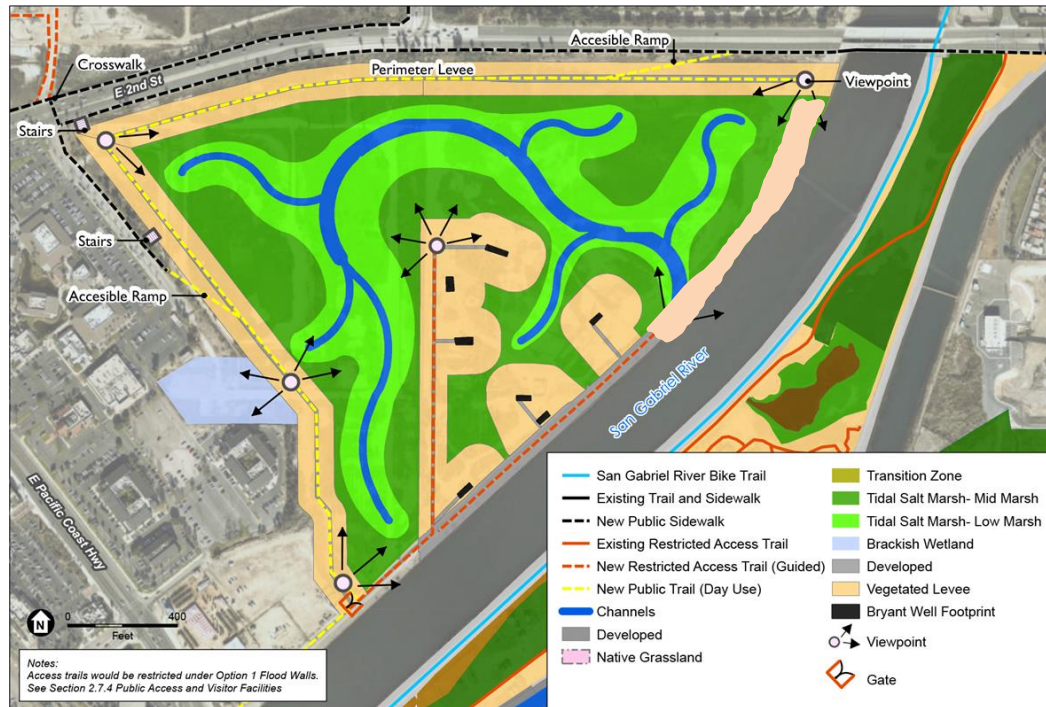 Accesible Ramp
Crosswalk
E 2nd St
Perimeter Levee
Viewpoint
Stairs
Stairs
Accesible Ramp
San Gabriel River
E Pacific Coast Hwy
N
0
400
Feet
Notes:
Access trails would be restricted under Option 1 Flood Walls.
See Section 2.7.4 Public Access and Visitor Facilities
San Gabriel River Bike Trail
Existing Trail and Sidewalk
New Public Sidewalk
Existing Restricted Access Trail
New Restricted Access Trail (Guided)
New Public Trail (Day Use)
Channels
Developed
Native Grassland
Transition Zone
Tidal Salt Marsh- Mid Marsh
Tidal Salt Marsh- Low Marsh
Brackish Wetland
Developed
Vegetated Levee
Bryant Well Footprint
Viewpoint
Gate